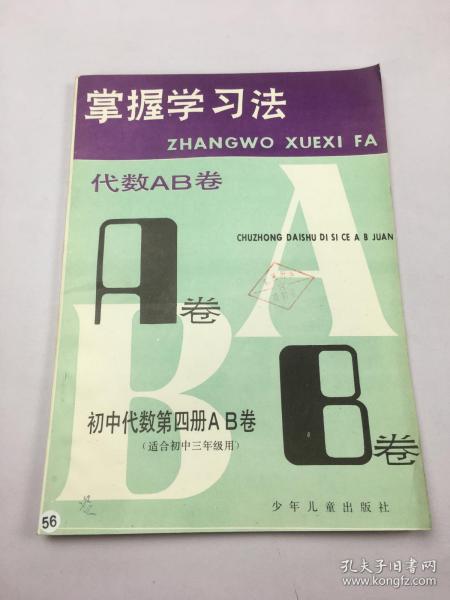 掌握学习法
ZHANGWO XUEXI FA
代数AB卷
A
CHUZHONG DAISHU DI SI CE A B JUAN
A卷
B
初中代数第四册AB卷
(适合初中三年级用)
B卷
少年儿童出版社
56
孔夫子旧书网
www.kongfz.com